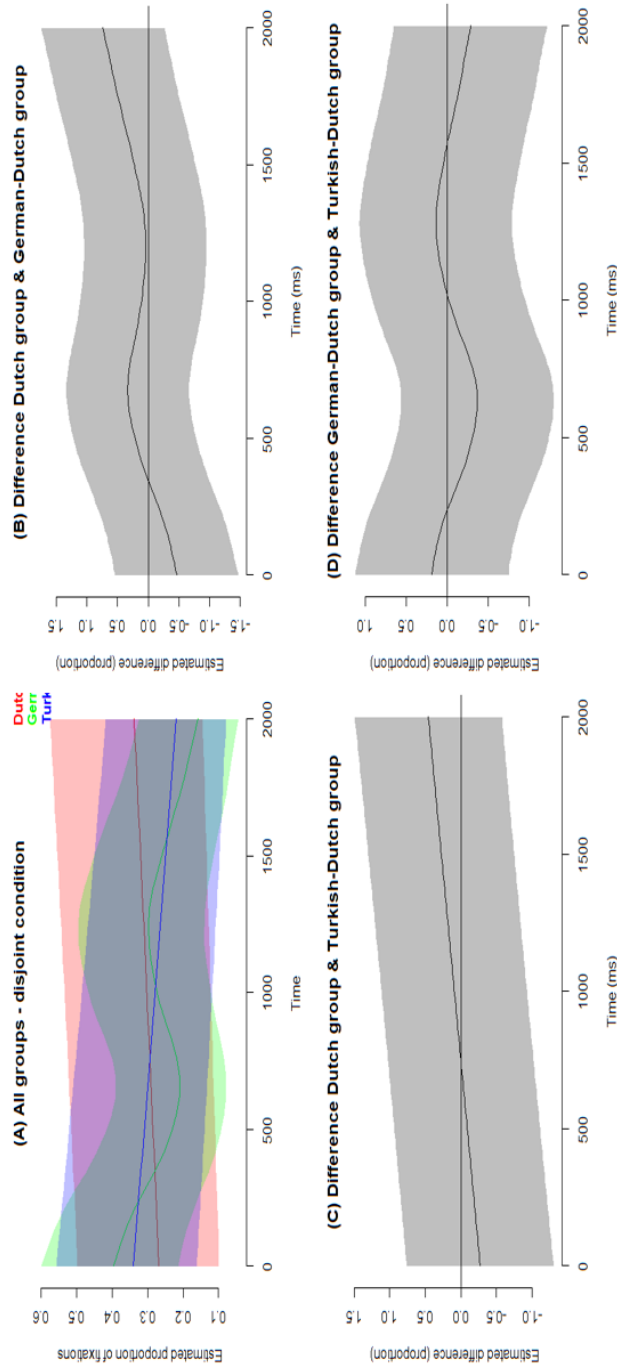 (A) All groups - disjoint condition
Dutc
Gerr
Turk
Estimated proportion of fixations
0.1 0.2 0.3 0.4 0.5 0.6
0 500 1000 1500 2000
Time
(B) Difference Dutch group & German-Dutch group
Estimated difference (proportion)
-1.5 -1.0 -0.5 0.0 0.5 1.0 1.5
0 500 1000 1500 2000
Time (ms)
(C) Difference Dutch group & Turkish-Dutch group
Estimated difference (proportion)
-1.0 -0.5 0.0 0.5 1.0 1.5
0 500 1000 1500 2000
Time (ms)
(D) Difference German-Dutch group & Turkish-Dutch group
Estimated difference (proportion)
-1.0 -0.5 0.0 0.5 1.0
0 500 1000 1500 2000
Time (ms)